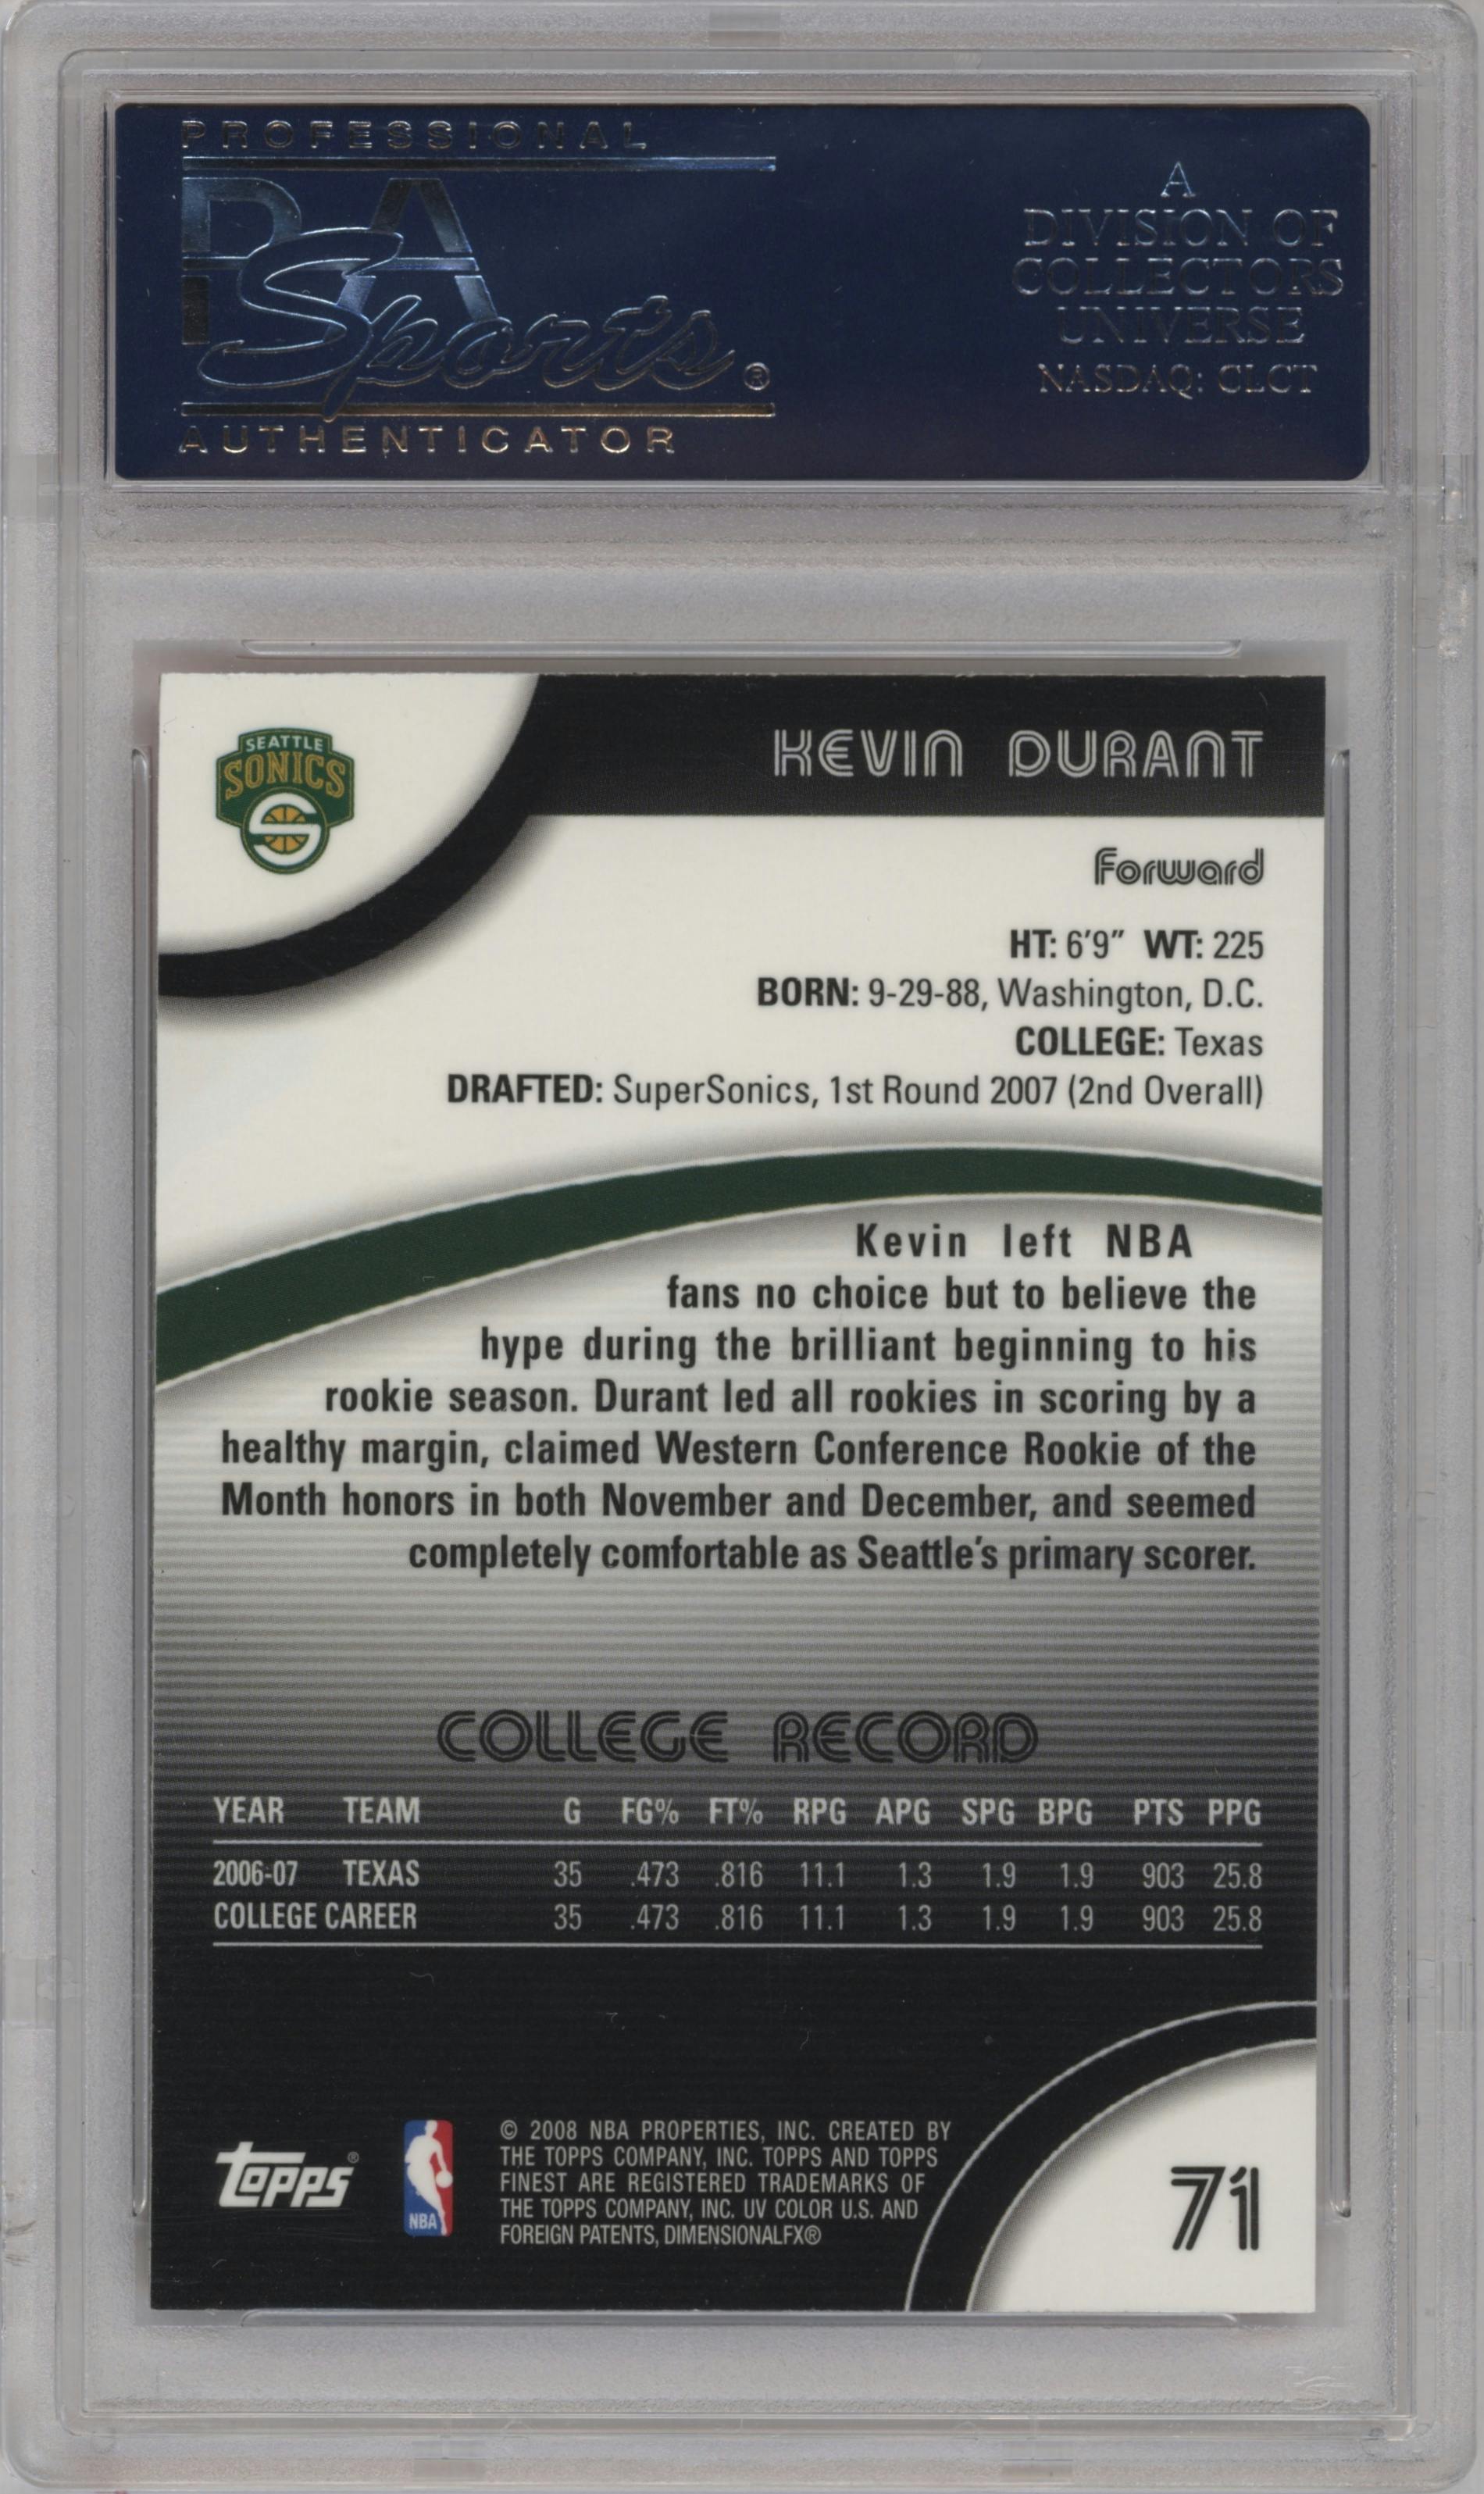 PROFESSIONAL
PSA
Sports®
AUTHENTICATOR
A
DIVISION OF
COLLECTORS
UNIVERSE
NASDAQ: CLCT
SEATTLE
SONICS
S
KEVIN DURANT
Forward
HT: 6'9" WT: 225
BORN: 9-29-88, Washington, D.C.
COLLEGE: Texas
DRAFTED: SuperSonics, 1st Round 2007 (2nd Overall)
Kevin left NBA
fans no choice but to believe the
hype during the brilliant beginning to his
rookie season. Durant led all rookies in scoring by a
healthy margin, claimed Western Conference Rookie of the
Month honors in both November and December, and seemed
completely comfortable as Seattle's primary scorer.
COLLEGE RECORD
YEAR TEAM G FG% FT% RPG APG SPG BPG PTS PPG
2006-07 TEXAS 35 .473 .816 11.1 1.3 1.9 1.9 903 25.8
COLLEGE CAREER 35 .473 .816 11.1 1.3 1.9 1.9 903 25.8
Topps®
NBA
© 2008 NBA PROPERTIES, INC. CREATED BY
THE TOPPS COMPANY, INC. TOPPS AND TOPPS
FINEST ARE REGISTERED TRADEMARKS OF
THE TOPPS COMPANY, INC. UV COLOR U.S. AND
FOREIGN PATENTS, DIMENSIONALFX®
71